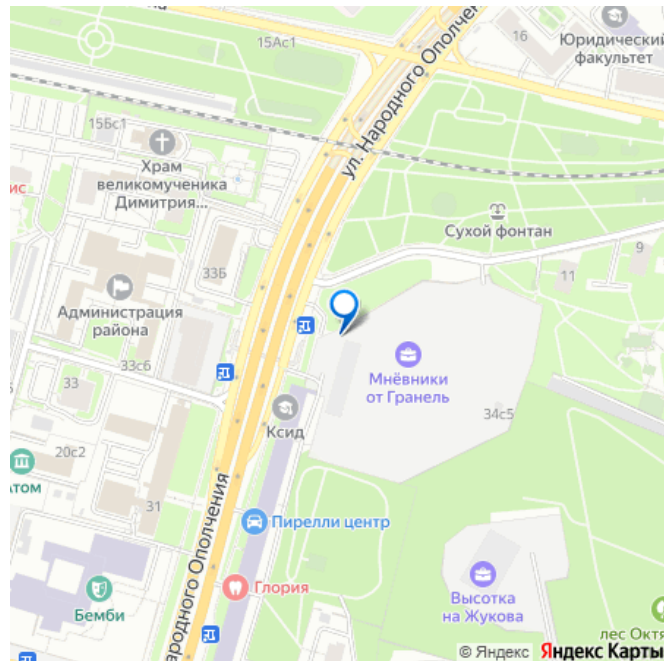 15Ас1
ул. Народного Ополчения
16
Юридический
факультет
15Бс1
Храм
великомученика
Димитрия...
ис
Сухой фонтан
9
11
33Б
Администрация
района
33с6
33
Мнёвники
от Гранель
34с5
Ксид
20с2
Атом
31
Пирелли центр
Глория
Бемби
Народного Ополчения
Высотка
на Жукова
лес Октя
© Яндекс Яндекс Карты